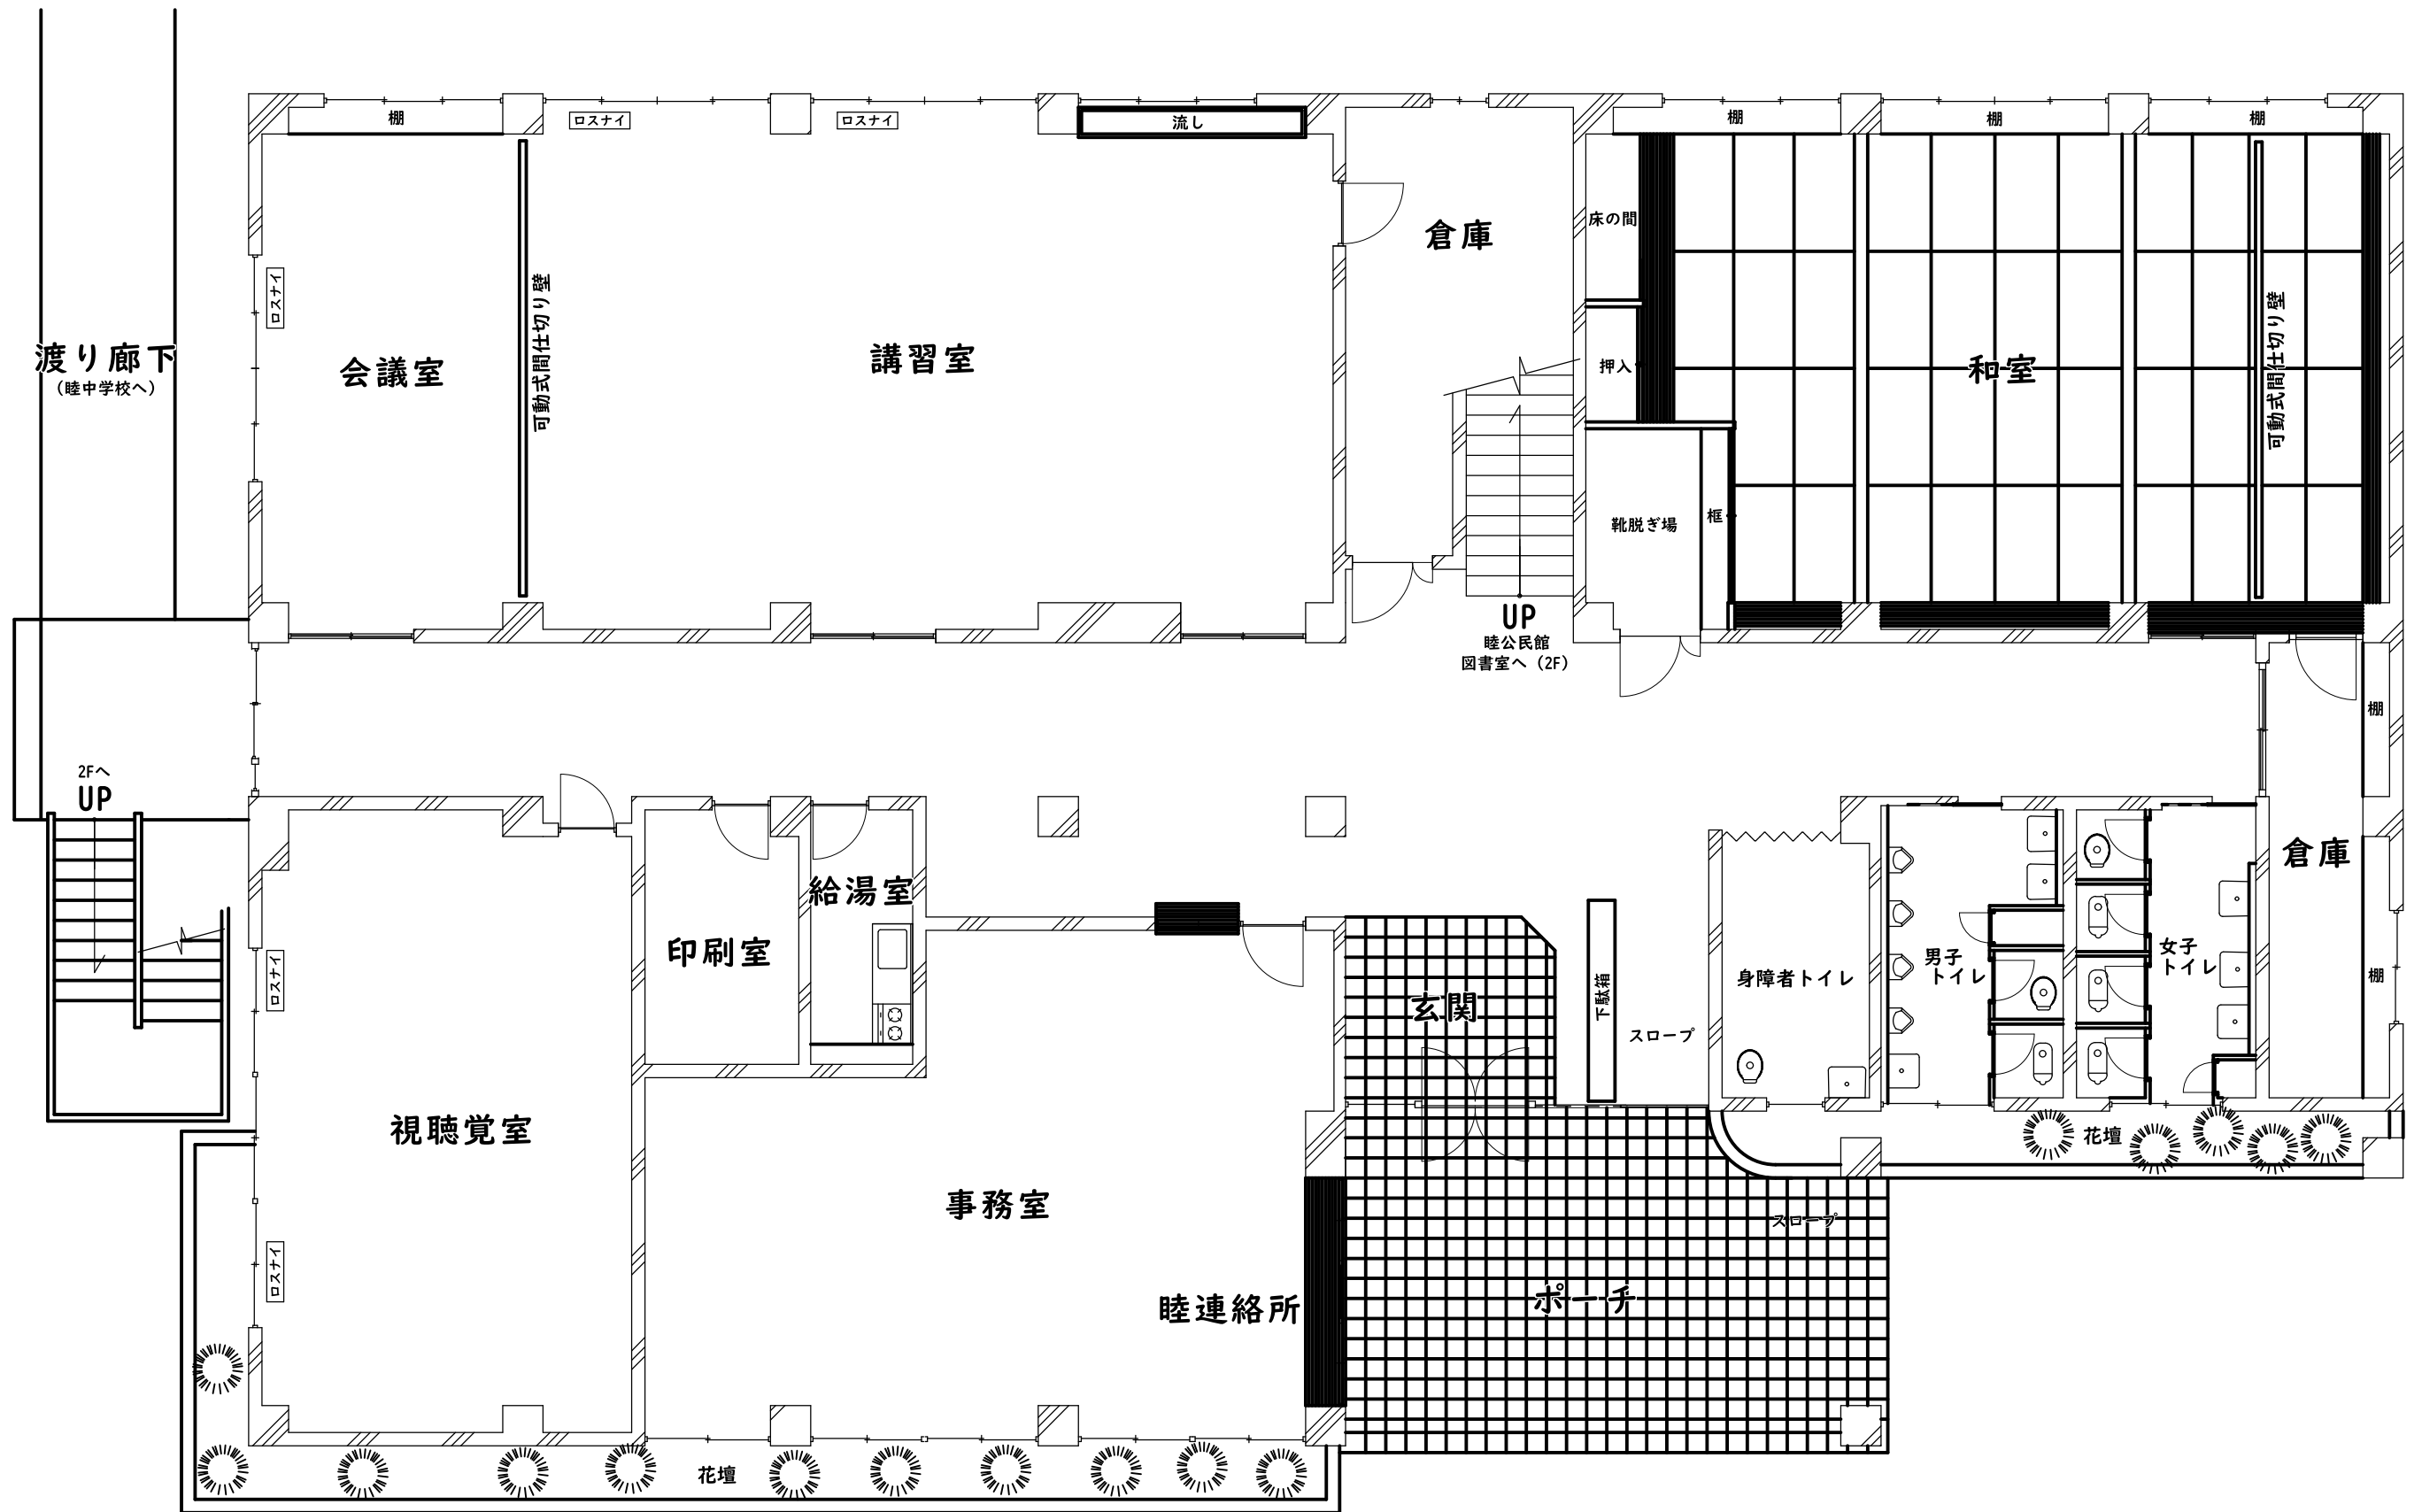 棚
ロスナイ
ロスナイ
流し
棚
棚
棚
床の間
倉庫
ロスナイ
可動式間仕切り壁
可動式間仕切り壁
渡り廊下
(睦中学校へ)
会議室
講習室
押入
和室
靴脱ぎ場
框
UP
睦公民館
図書室へ (2F)
棚
2Fへ
UP
倉庫
給湯室
印刷室
ロスナイ
玄関
下駄箱
スロープ
身障者トイレ
男子
トイレ
女子
トイレ
棚
視聴覚室
花壇
事務室
スロープ
ロスナイ
睦連絡所
ポーチ
花壇